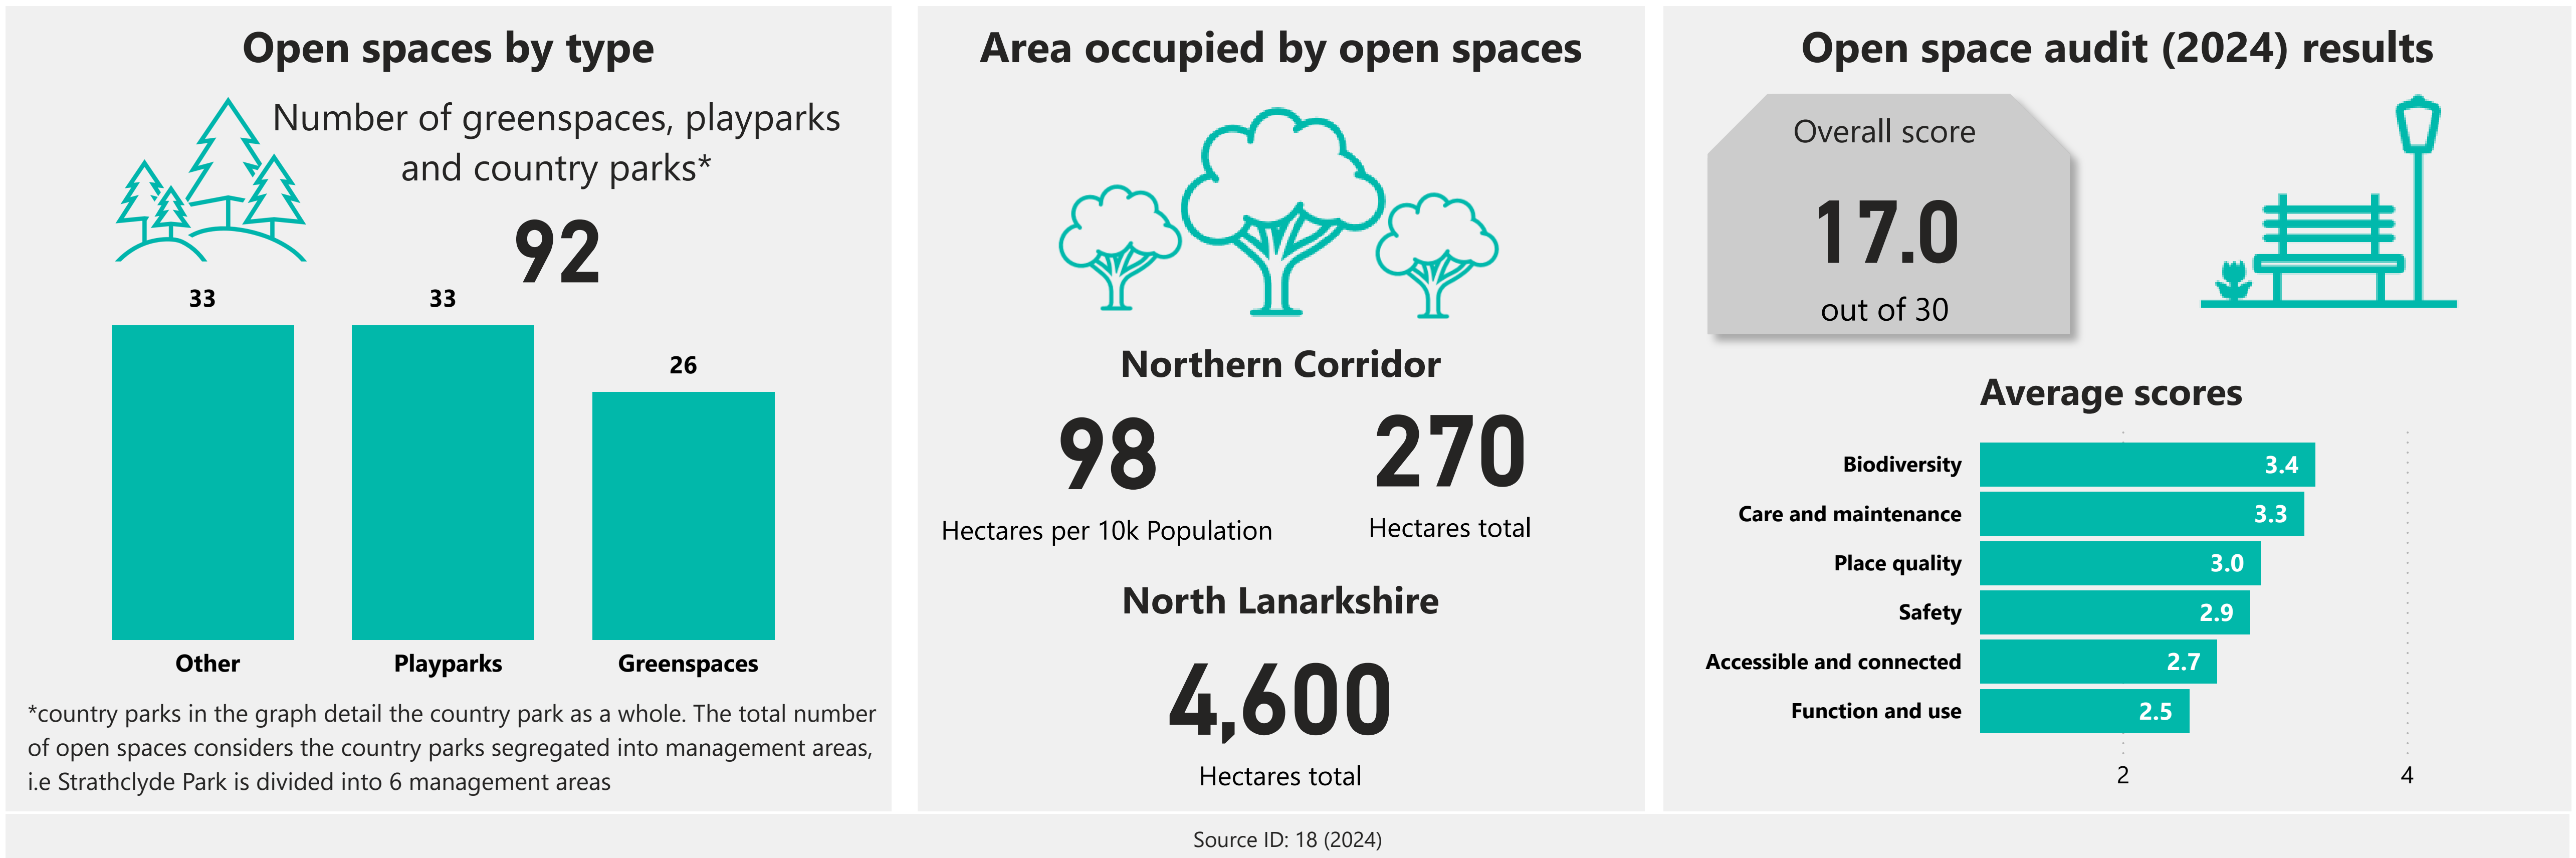 Open spaces by type
Number of greenspaces, playparks
and country parks*
92
33
33
26
Other
Playparks
Greenspaces
*country parks in the graph detail the country park as a whole. The total number
of open spaces considers the country parks segregated into management areas,
i.e Strathclyde Park is divided into 6 management areas
Area occupied by open spaces
Northern Corridor
98
Hectares per 10k Population
270
Hectares total
North Lanarkshire
4,600
Hectares total
Open space audit (2024) results
Overall score
17.0
out of 30
Average scores
Biodiversity 3.4
Care and maintenance 3.3
Place quality 3.0
Safety 2.9
Accessible and connected 2.7
Function and use 2.5
2 4
Source ID: 18 (2024)